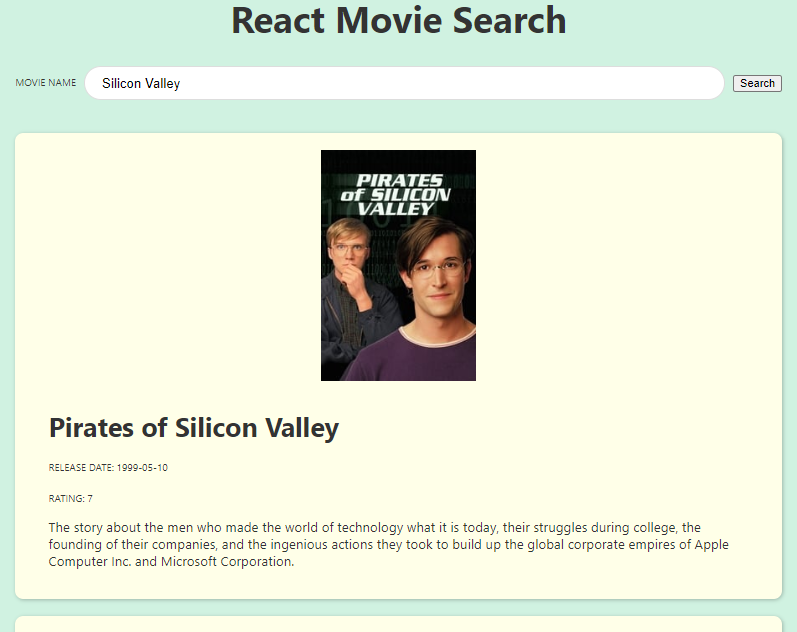 React Movie Search
MOVIE NAME
Silicon Valley
Search
PIRATES
of SILICON
VALLEY
Pirates of Silicon Valley
RELEASE DATE: 1999-05-10
RATING: 7
The story about the men who made the world of technology what it is today, their struggles during college, the
founding of their companies, and the ingenious actions they took to build up the global corporate empires of Apple
Computer Inc. and Microsoft Corporation.